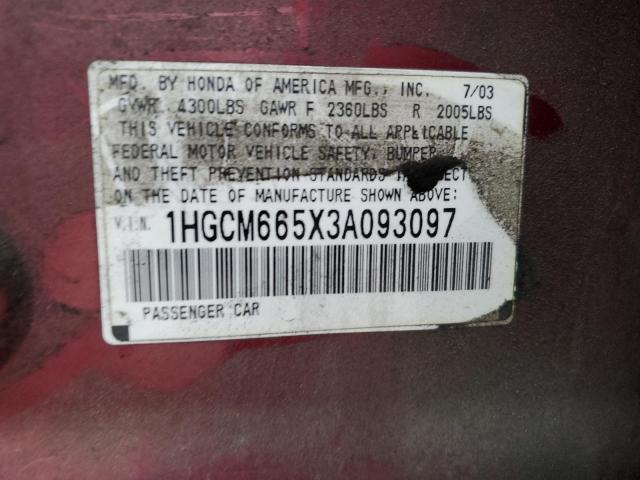 MFD. BY HONDA OF AMERICA MFG., INC. 7/03
GVWR 4300LBS GAWR F 2360LBS R 2005LBS
THIS VEHICLE CONFORMS TO ALL APPLICABLE
FEDERAL MOTOR VEHICLE SAFETY, BUMPER,
AND THEFT PREVENTION STANDARDS IN EFFECT
ON THE DATE OF MANUFACTURE SHOWN ABOVE:
V.I.N. 1HGCM665X3A093097
PASSENGER CAR